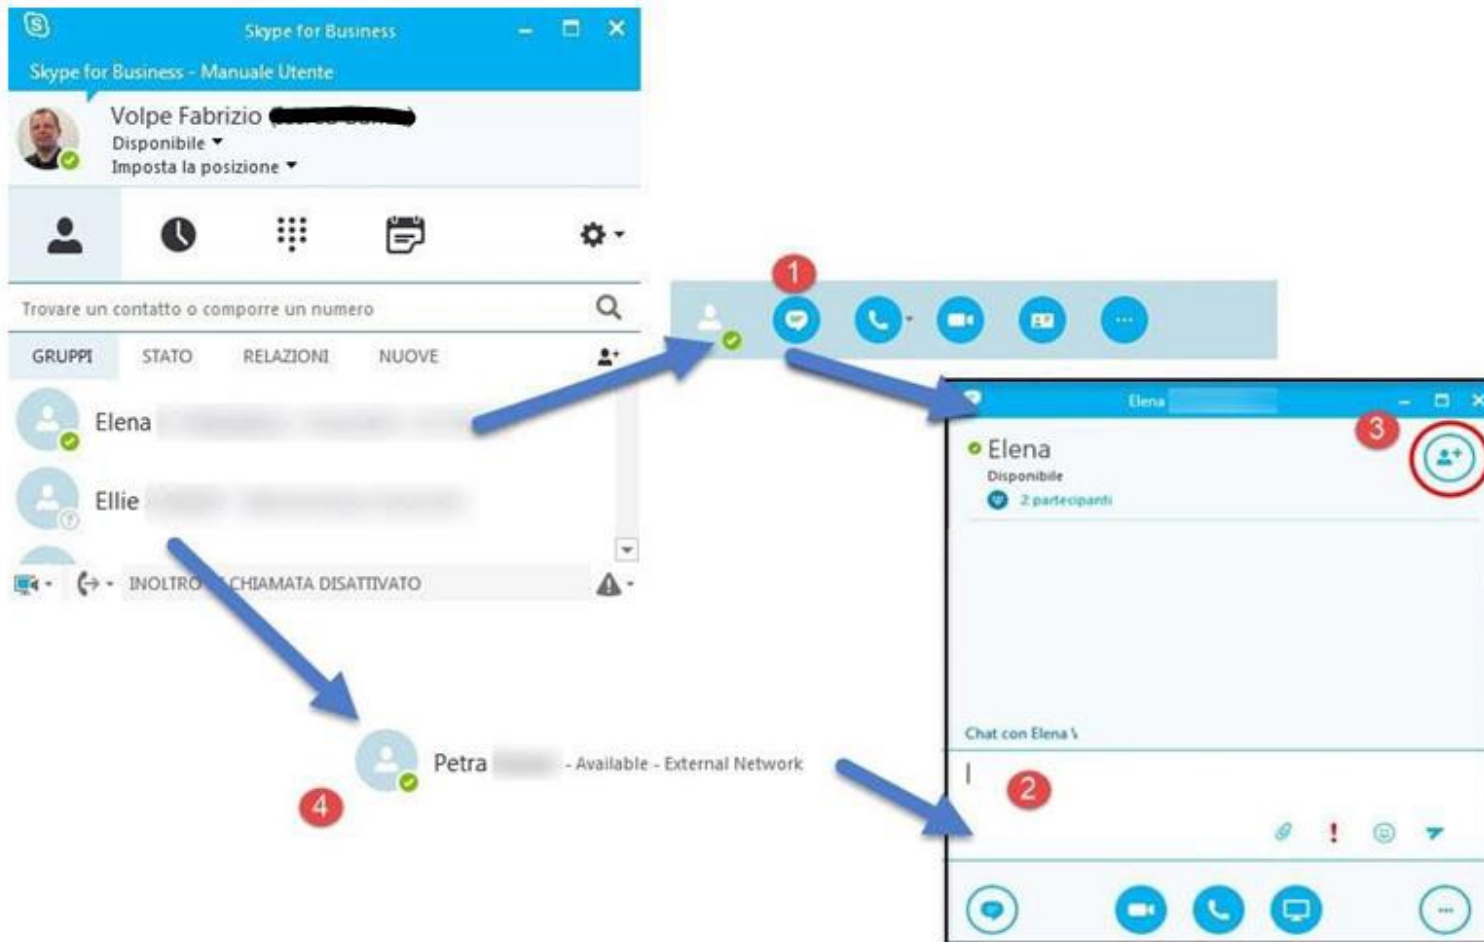 Skype for Business
Skype for Business - Manuale Utente
Volpe Fabrizio
Disponibile
Imposta la posizione
Trovare un contatto o comporre un numero
GRUPPI STATO RELAZIONI NUOVE
Elena
Ellie
INOLTRO CHIAMATA DISATTIVATO
1
Elena
3
Elena
Disponibile
2 partecipanti
Chat con Elena \
2
Petra - Available - External Network
4